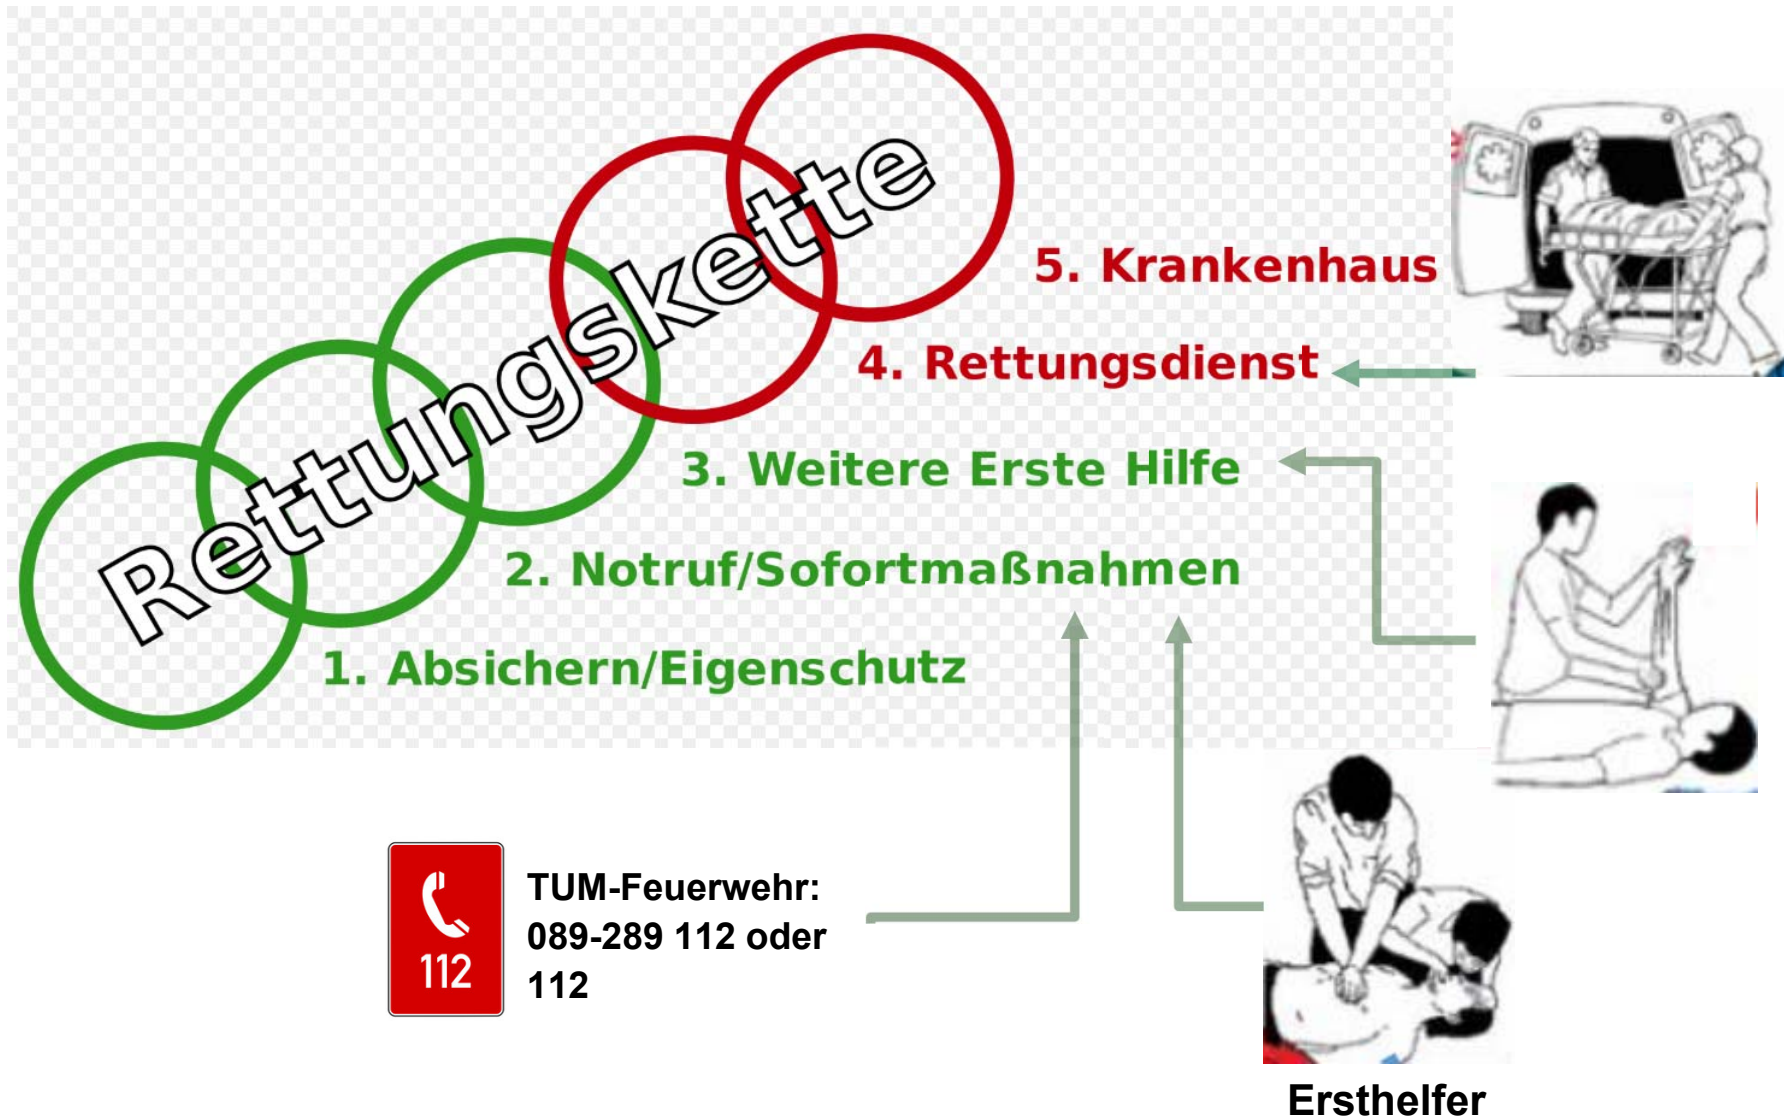 Rettungskette
5. Krankenhaus
4. Rettungsdienst
3. Weitere Erste Hilfe
2. Notruf/Sofortmaßnahmen
1. Absichern/Eigenschutz
112
TUM-Feuerwehr:
089-289 112 oder
112
Ersthelfer